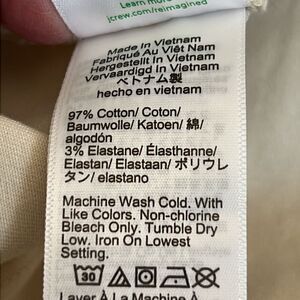 Learn more
jcrew.com/reimagined
Made In Vietnam
Fabriqué Au Viêt Nam
Hergestellt In Vietnam
Vervaardigd In Vietnam
ベトナム製
hecho en vietnam
97% Cotton/ Coton/
Baumwolle/ Katoen/ 綿/
algodón
3% Elastane/ Élasthanne/
Elastan/ Elastaan/ ポリウレ
タン/ elastano
Machine Wash Cold. With
Like Colors. Non-chlorine
Bleach Only. Tumble Dry
Low. Iron On Lowest
Setting.
30
Laver À La Machine À